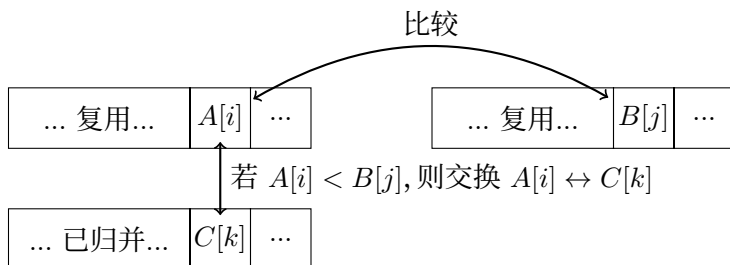 比较
... 复用... A[i] ... ... 复用... B[j] ...
若 A[i] < B[j], 则交换 A[i] ↔ C[k]
... 已归并... C[k] ...